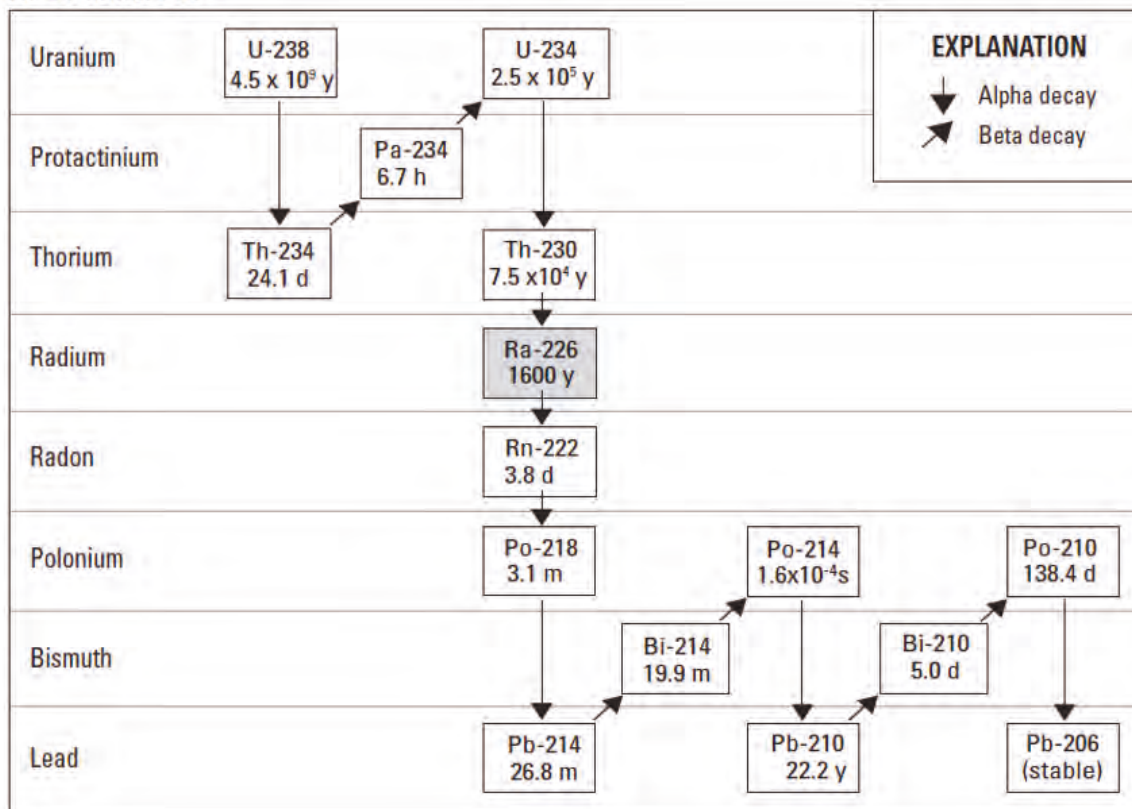 Uranium
U-238
4.5 x 10⁹ y
U-234
2.5 x 10⁵ y
EXPLANATION
Alpha decay
Beta decay
Protactinium
Pa-234
6.7 h
Thorium
Th-234
24.1 d
Th-230
7.5 x10⁴ y
Radium
Ra-226
1600 y
Radon
Rn-222
3.8 d
Polonium
Po-218
3.1 m
Po-214
1.6x10⁻⁴s
Po-210
138.4 d
Bismuth
Bi-214
19.9 m
Bi-210
5.0 d
Lead
Pb-214
26.8 m
Pb-210
22.2 y
Pb-206
(stable)